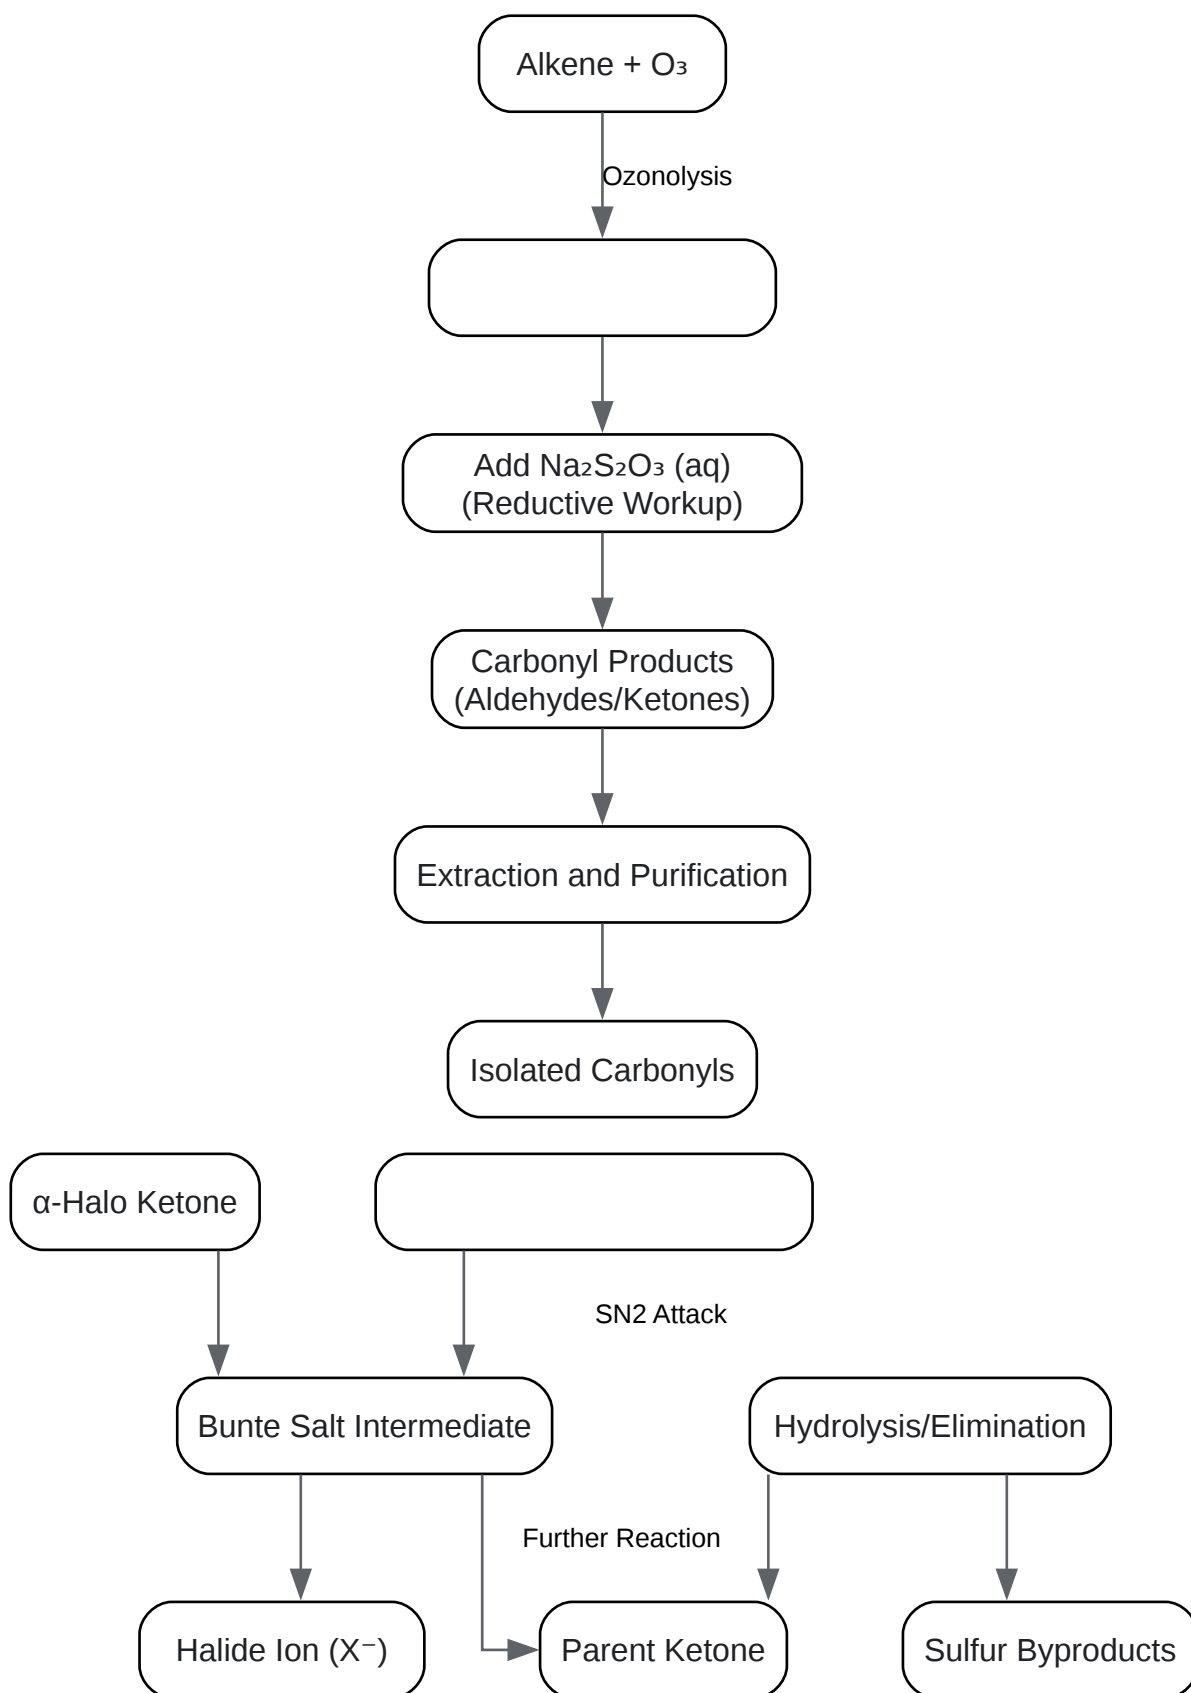 Alkene + O₃
Ozonolysis
Add Na₂S₂O₃ (aq)
(Reductive Workup)
Carbonyl Products
(Aldehydes/Ketones)
Extraction and Purification
Isolated Carbonyls
α-Halo Ketone
SN2 Attack
Bunte Salt Intermediate
Hydrolysis/Elimination
Further Reaction
Halide Ion (X⁻)
Parent Ketone
Sulfur Byproducts